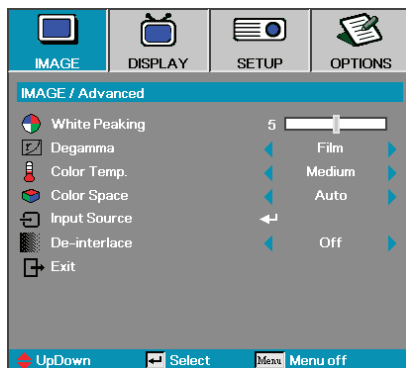 IMAGE DISPLAY SETUP OPTIONS
IMAGE / Advanced
White Peaking 5
Degamma Film
Color Temp. Medium
Color Space Auto
Input Source
De-interlace Off
Exit
UpDown Select Menu Menu off